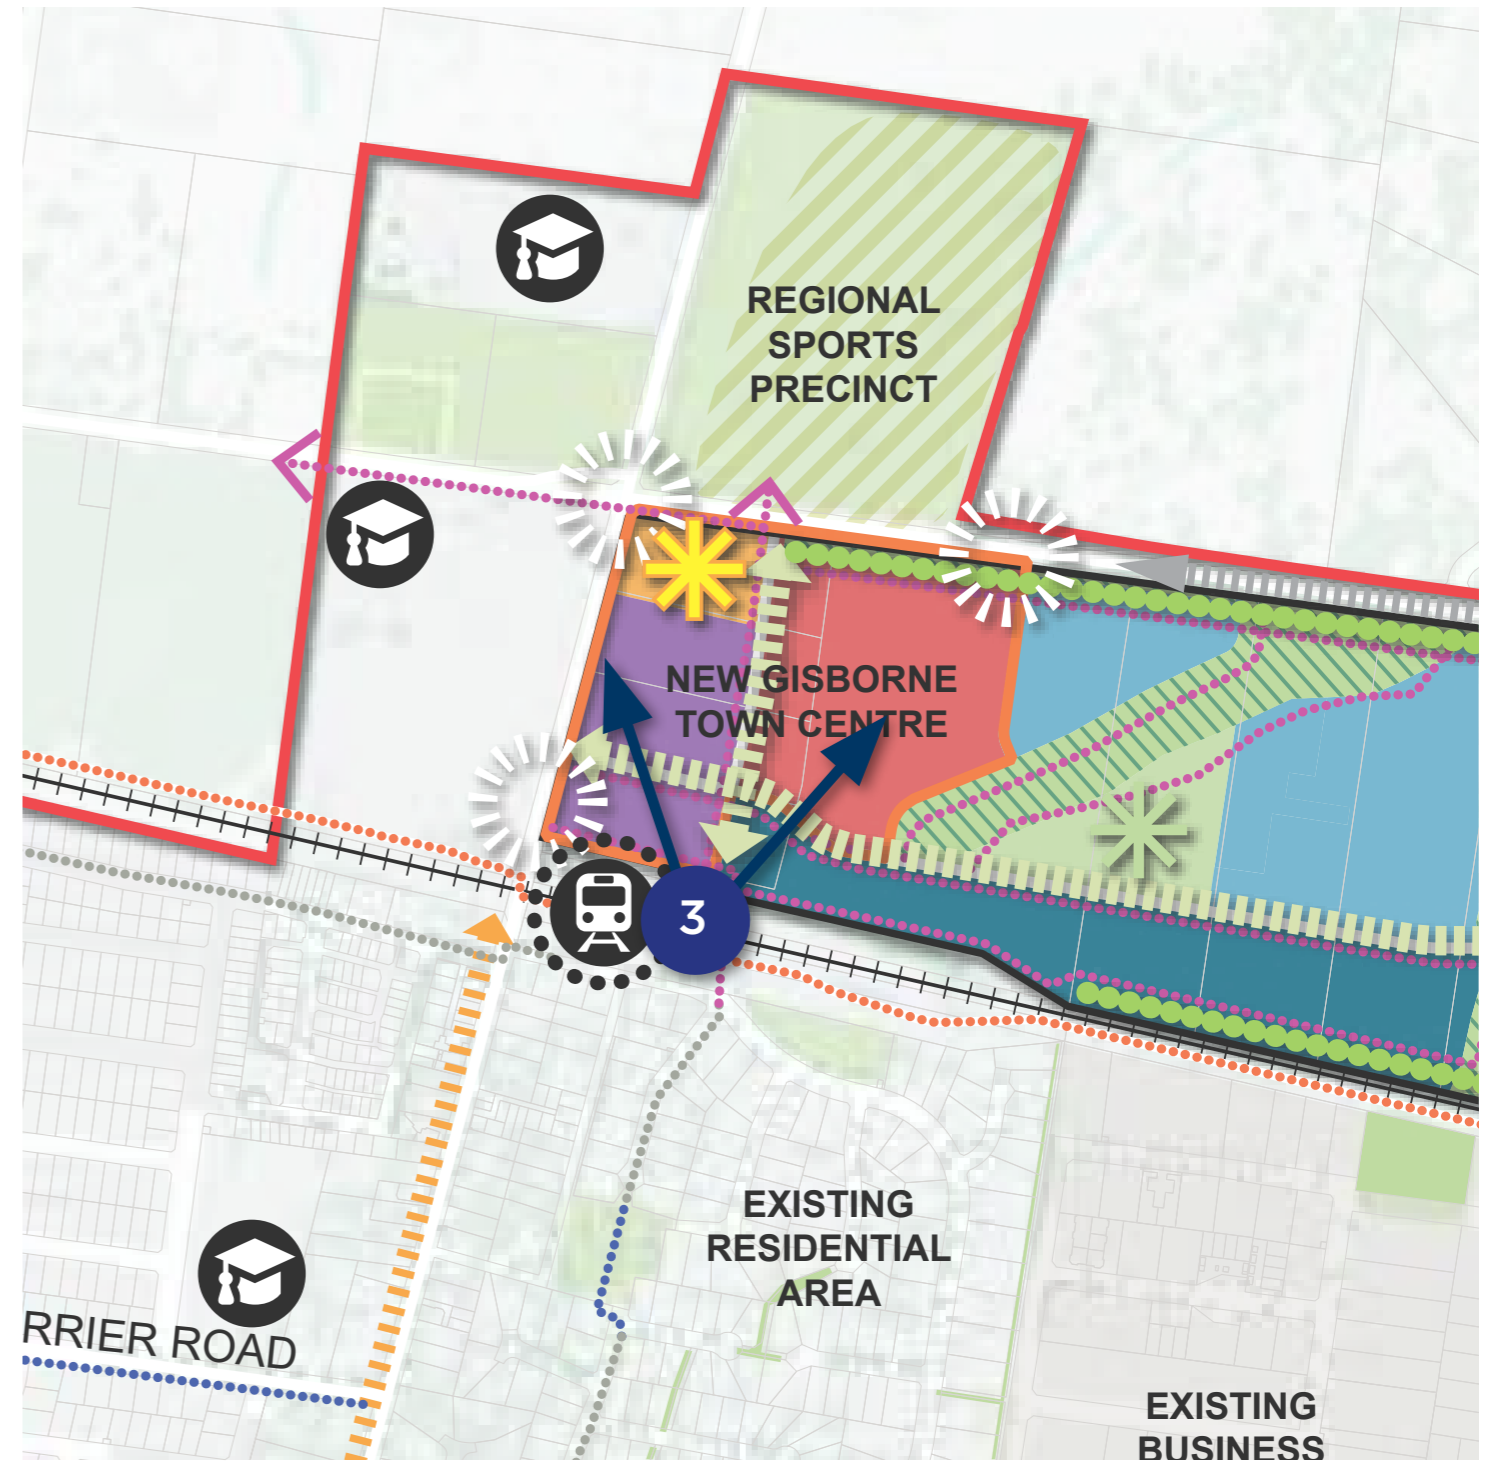 REGIONAL
SPORTS
PRECINCT
NEW GISBORNE
TOWN CENTRE
3
EXISTING
RESIDENTIAL
AREA
RRIER ROAD
EXISTING
BUSINESS